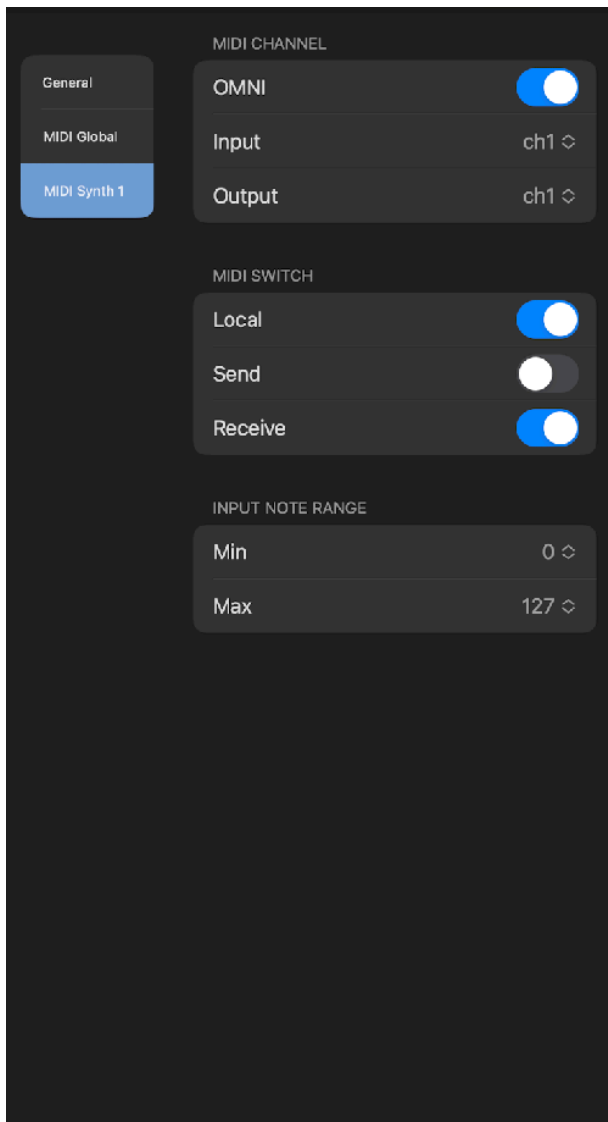 General
MIDI Global
MIDI Synth 1
MIDI CHANNEL
OMNI
Input ch1
Output ch1
MIDI SWITCH
Local
Send
Receive
INPUT NOTE RANGE
Min 0
Max 127